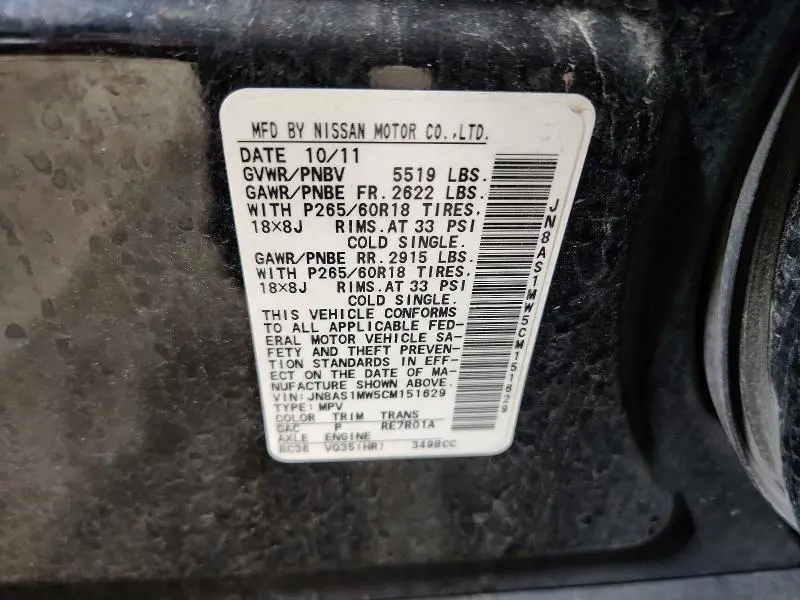 MFD BY NISSAN MOTOR CO.,LTD.
DATE 10/11
GVWR/PNBV 5519 LBS.
GAWR/PNBE FR.2622 LBS.
WITH P265/60R18 TIRES.
18×8J RIMS.AT 33 PSI
COLD SINGLE.
GAWR/PNBE RR.2915 LBS.
WITH P265/60R18 TIRES.
18×8J RIMS.AT 33 PSI
COLD SINGLE.
THIS VEHICLE CONFORMS
TO ALL APPLICABLE FED-
ERAL MOTOR VEHICLE SA-
FETY AND THEFT PREVEN-
TION STANDARDS IN EFF-
ECT ON THE DATE OF MA-
NUFACTURE SHOWN ABOVE.
VIN:JN8AS1MW5CM151629
TYPE:MPV
COLOR TRIM TRANS
GAC P RE7R01A
AXLE ENGINE
RC36 VQ35(HR) 3498CC
JN8AS1MW5CM151629